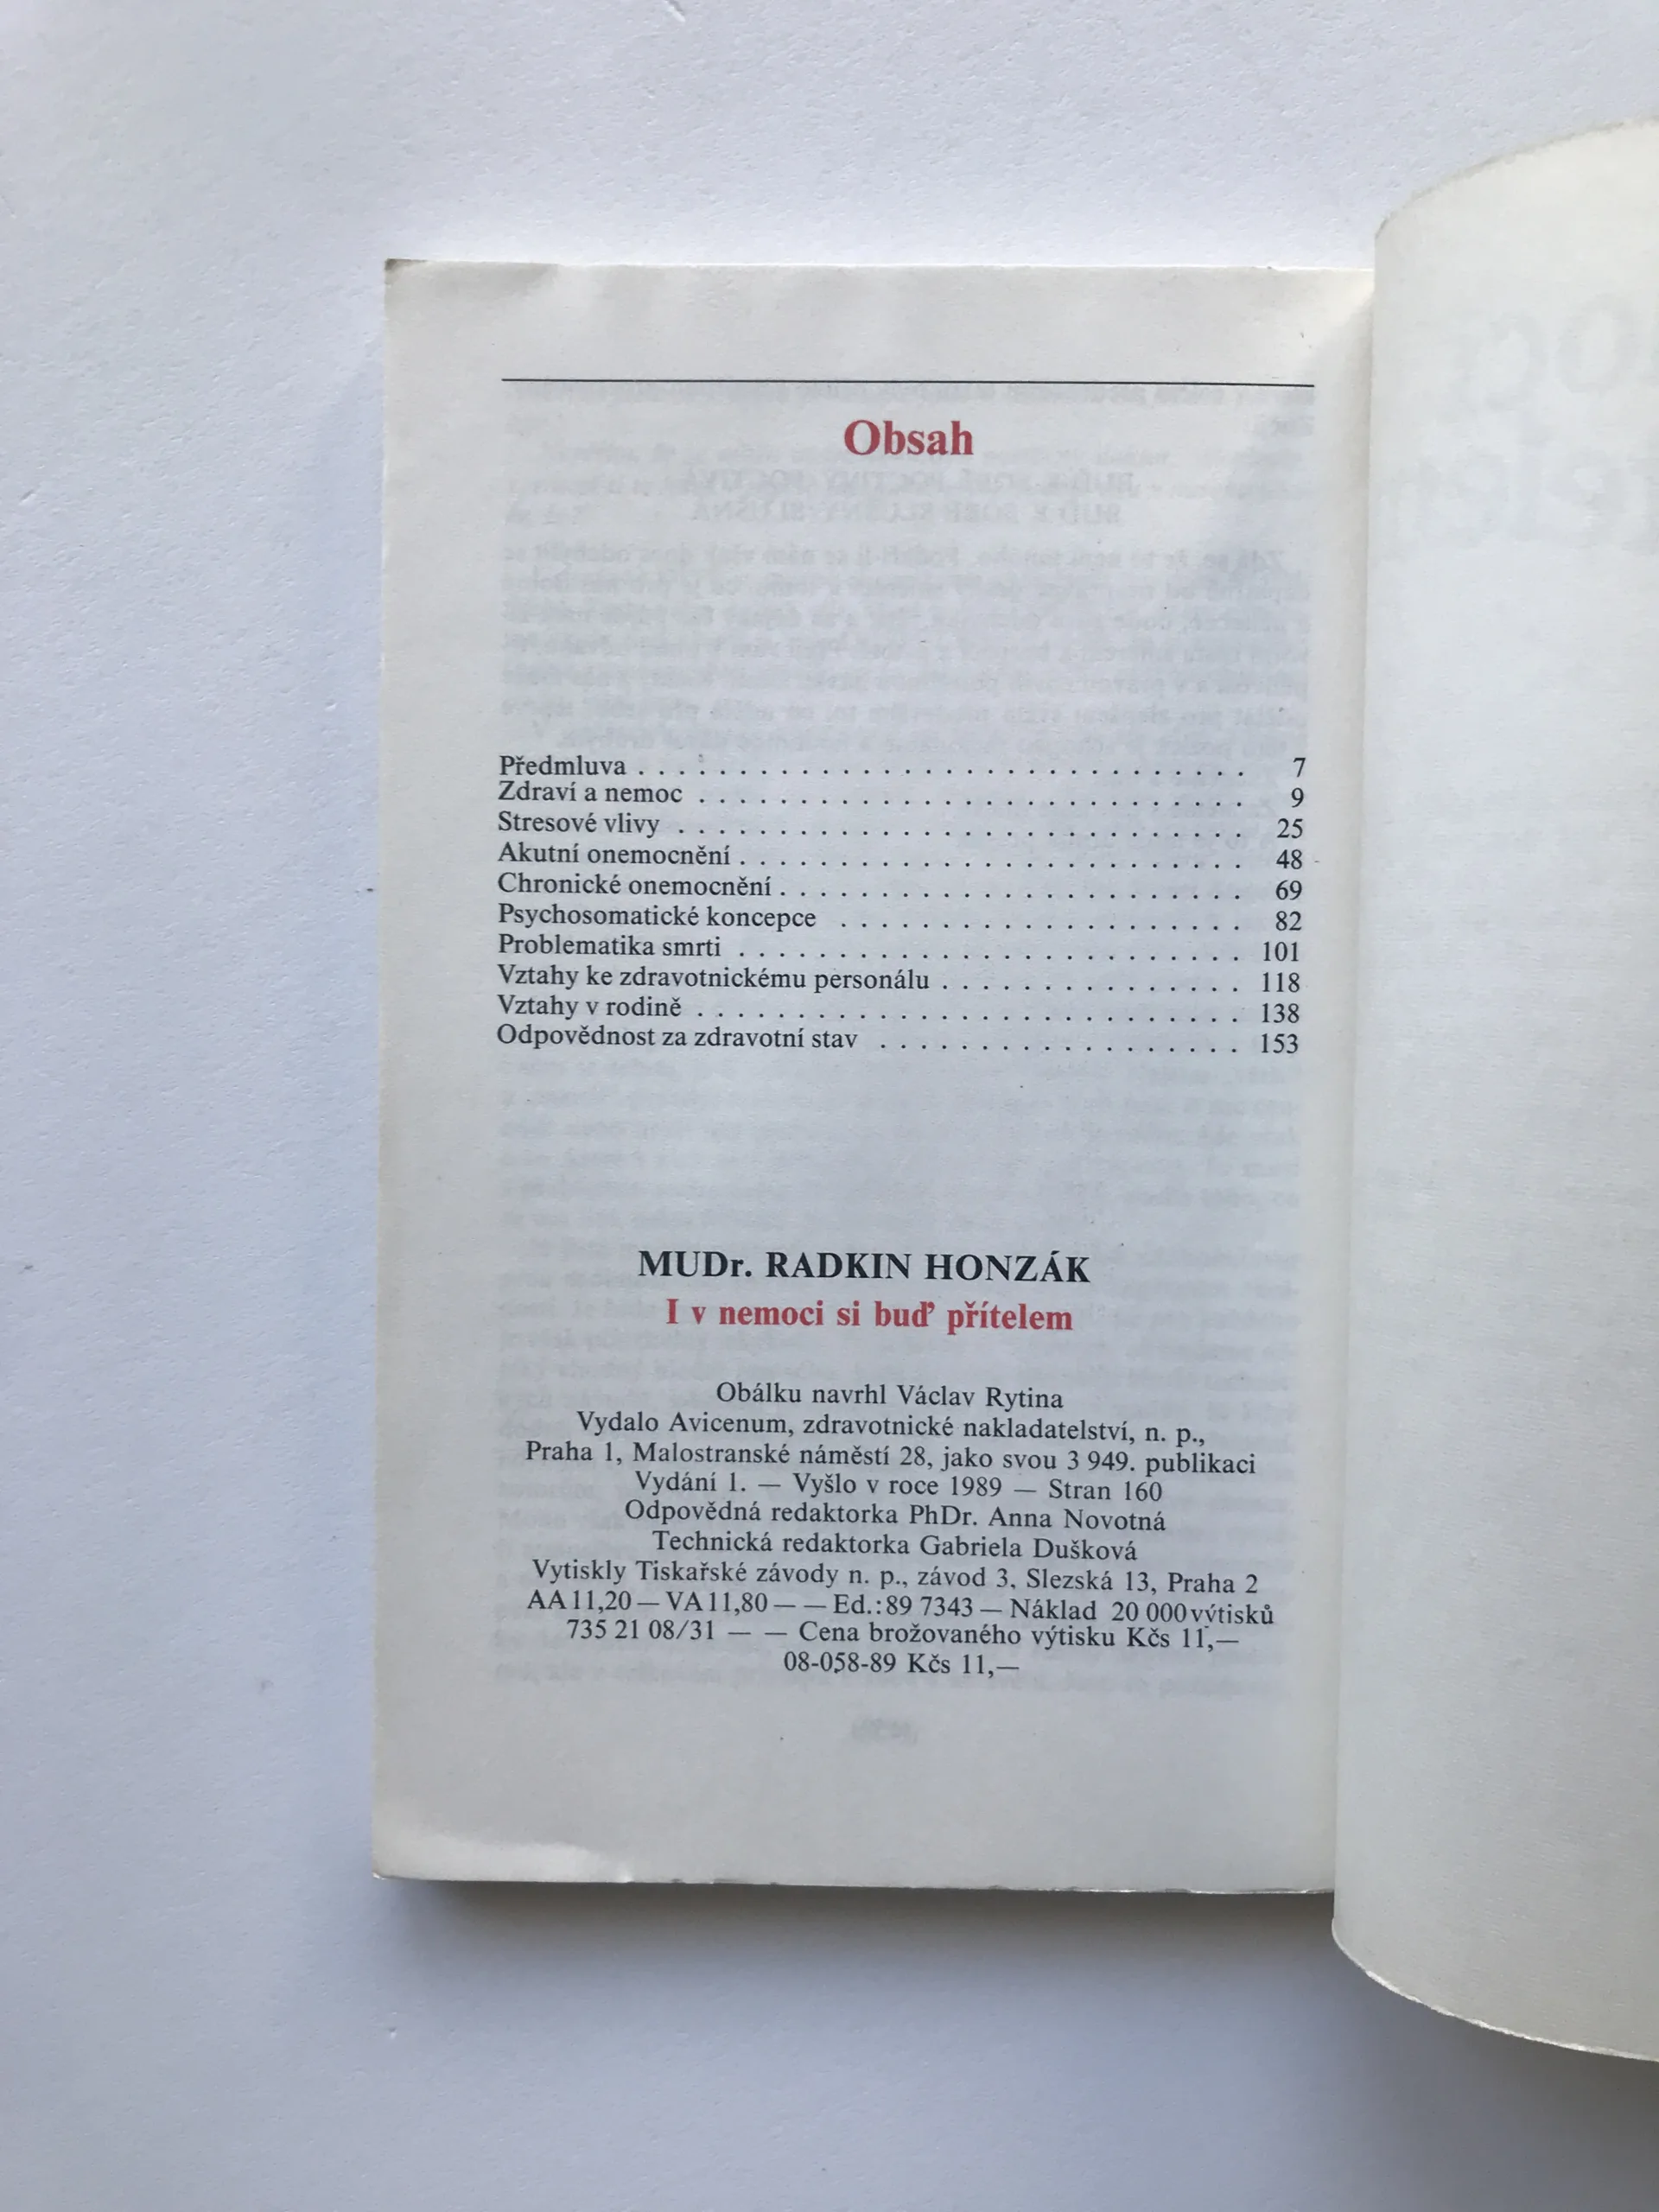 Obsah
Předmluva . . . . . . . . . . . . . . . . . . . . . . . 7
Zdraví a nemoc . . . . . . . . . . . . . . . . . . . . . 9
Stresové vlivy . . . . . . . . . . . . . . . . . . . . . 25
Akutní onemocnění . . . . . . . . . . . . . . . . . . . 48
Chronické onemocnění . . . . . . . . . . . . . . . . . . 69
Psychosomatické koncepce . . . . . . . . . . . . . . . 82
Problematika smrti . . . . . . . . . . . . . . . . . . . 101
Vztahy ke zdravotnickému personálu . . . . . . . . . . . 118
Vztahy v rodině . . . . . . . . . . . . . . . . . . . . 138
Odpovědnost za zdravotní stav . . . . . . . . . . . . . . 153
MUDr. RADKIN HONZÁK
I v nemoci si buď přítelem
Obálku navrhl Václav Rytina
Vydalo Avicenum, zdravotnické nakladatelství, n. p.,
Praha 1, Malostranské náměstí 28, jako svou 3 949. publikaci
Vydání 1. — Vyšlo v roce 1989 — Stran 160
Odpovědná redaktorka PhDr. Anna Novotná
Technická redaktorka Gabriela Dušková
Vytiskly Tiskařské závody n. p., závod 3, Slezská 13, Praha 2
AA 11,20 — VA 11,80 — — Ed.: 89 7343 — Náklad 20 000 výtisků
735 21 08/31 — — Cena brožovaného výtisku Kčs 11,—
08-058-89 Kčs 11,—